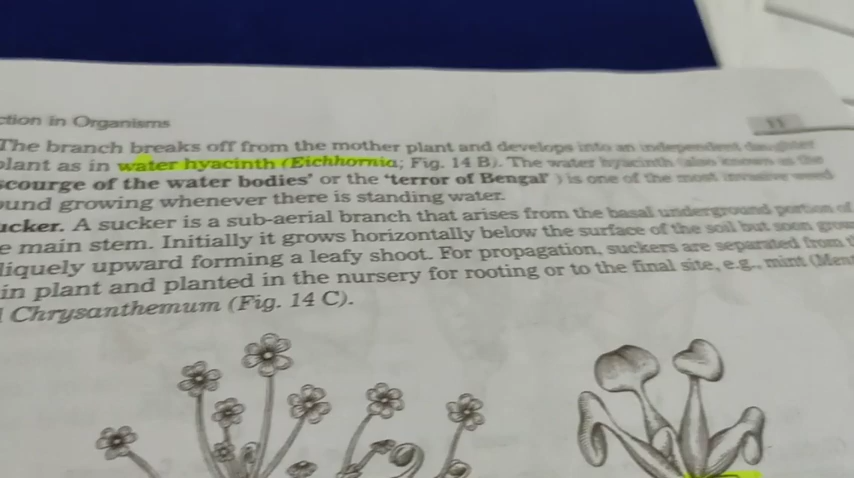 ction in Organisms 11
The branch breaks off from the mother plant and develops into an independent daughter
plant as in water hyacinth (Eichhornia; Fig. 14 B). The water hyacinth (also known as the
scourge of the water bodies' or the 'terror of Bengal' ) is one of the most invasive weed
ound growing whenever there is standing water.
ucker. A sucker is a sub-aerial branch that arises from the basal underground portion of
e main stem. Initially it grows horizontally below the surface of the soil but soon grow
liquely upward forming a leafy shoot. For propagation, suckers are separated from t
in plant and planted in the nursery for rooting or to the final site, e.g., mint (Ment
Chrysanthemum (Fig. 14 C).